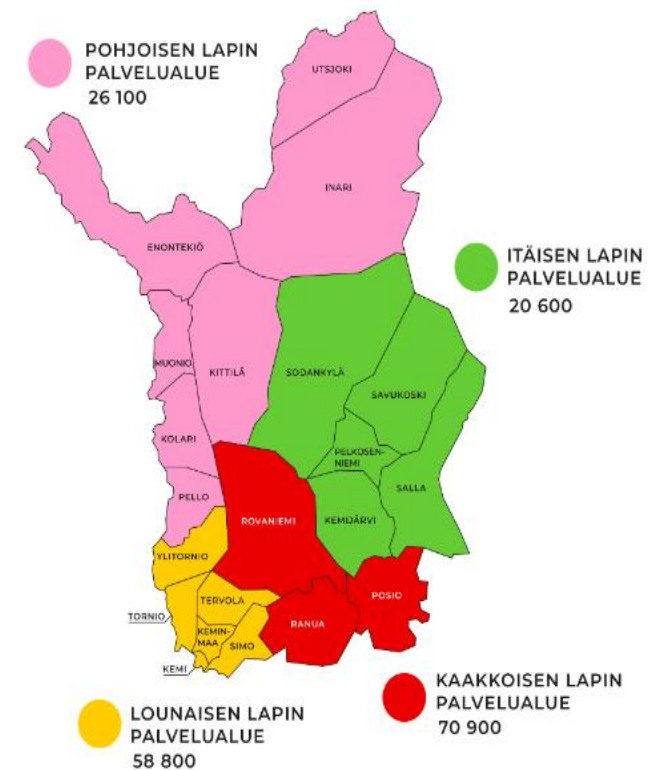 POHJOISEN LAPIN
PALVELUALUE
26 100
UTSJOKI
INARI
ENONTEKIÖ
ITÄISEN LAPIN
PALVELUALUE
20 600
MUONIO
KITTILÄ
SODANKYLÄ
SAVUKOSKI
KOLARI
PELKOSEN-
NIEMI
SALLA
PELLO
ROVANIEMI
KEMIJÄRVI
YLITORNIO
TERVOLA
POSIO
TORNIO
RANUA
KEMIN-
MAA
SIMO
KEMI
KAAKKOISEN LAPIN
PALVELUALUE
70 900
LOUNAISEN LAPIN
PALVELUALUE
58 800